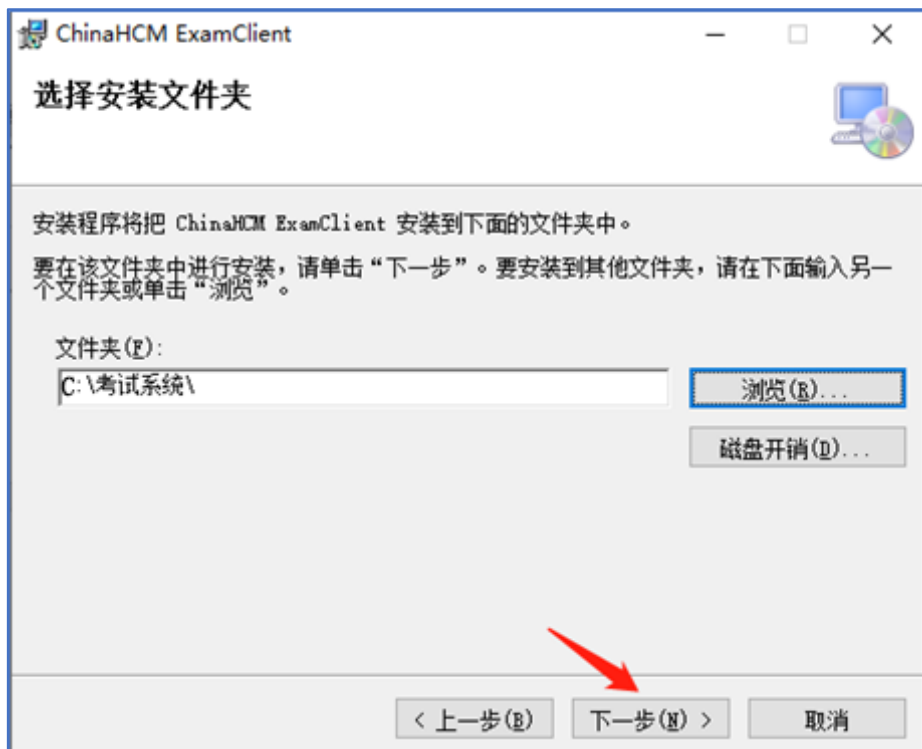 ChinaHCM ExamClient
选择安装文件夹
安装程序将把 ChinaHCM ExamClient 安装到下面的文件夹中。
要在该文件夹中进行安装，请单击“下一步”。要安装到其他文件夹，请在下面输入另一
个文件夹或单击“浏览”。
文件夹(F):
C:\考试系统\
浏览(R)...
磁盘开销(D)...
< 上一步(B)
下一步(N) >
取消